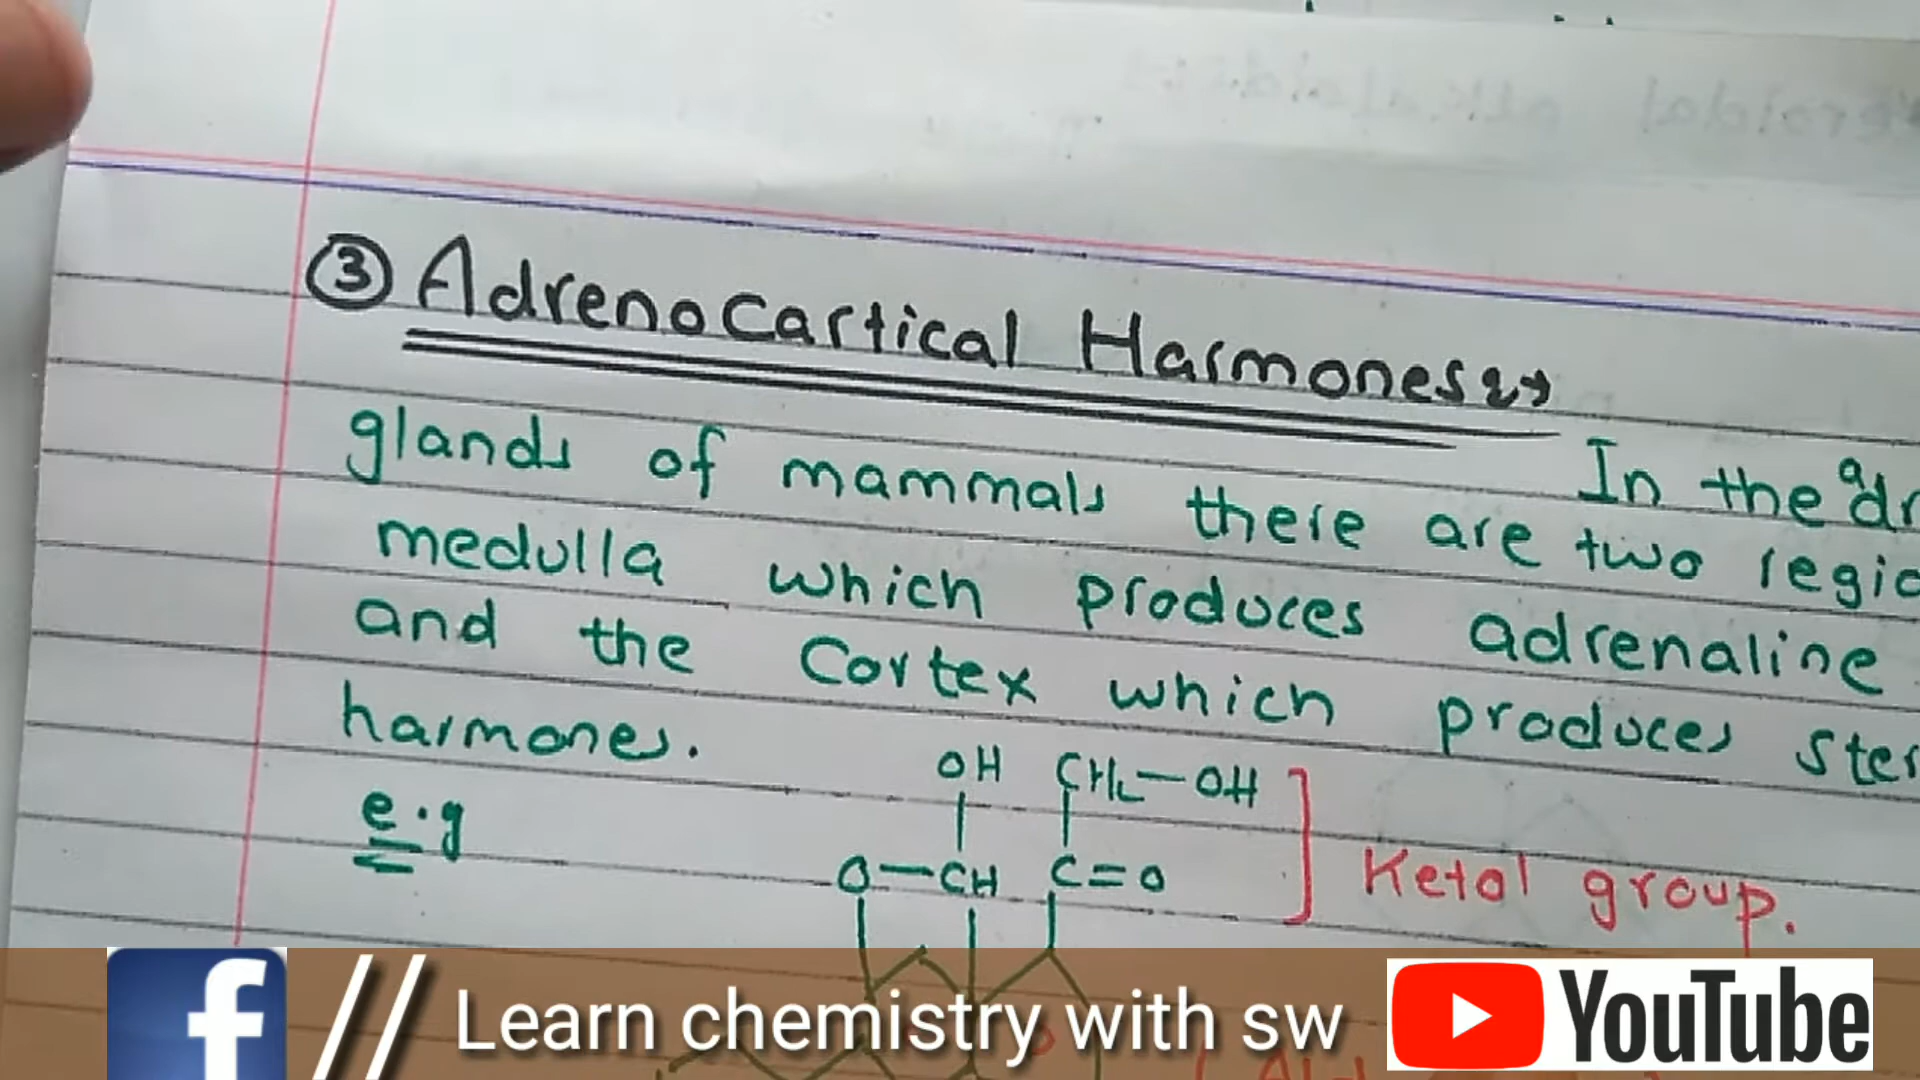 ③ Adrenocartical Harmones
In the adr
glands of mammals there are two regio
medulla which produces adrenaline
and the Cortex which produces ster
harmones.
e.g
OH CH2-OH
O-CH C=O
Ketol group.
// Learn chemistry with sw YouTube